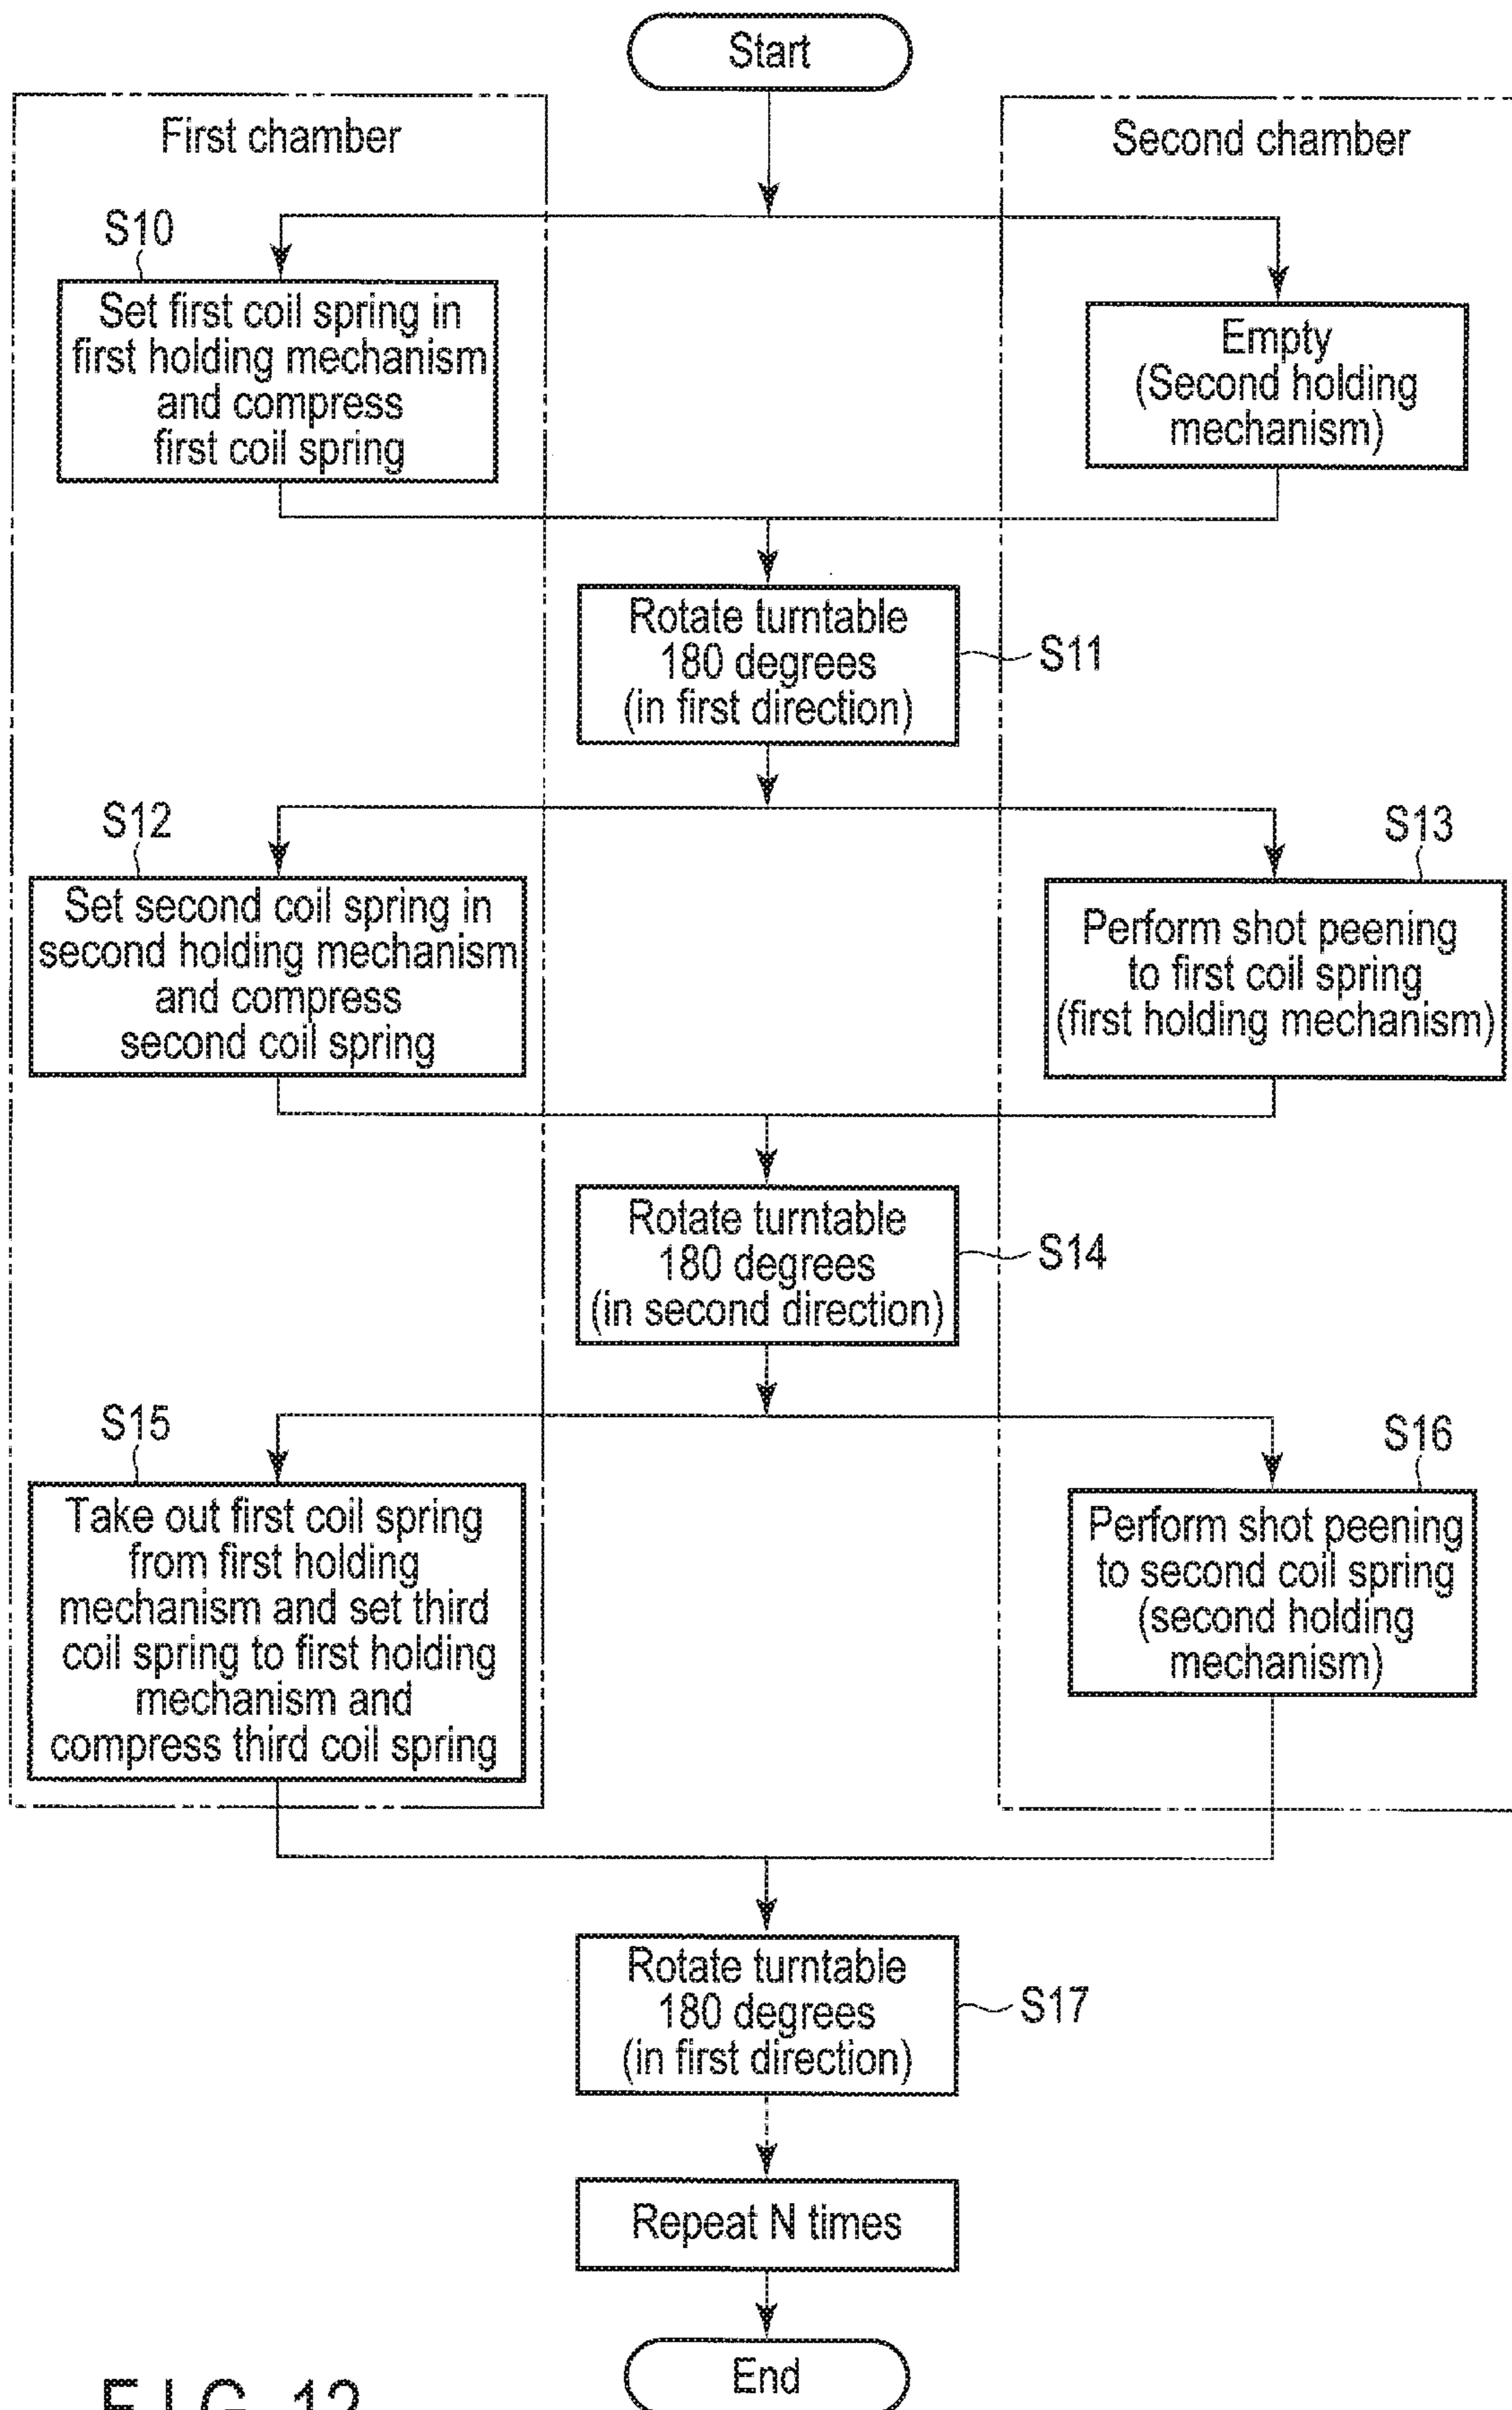 Start
First chamber
Second chamber
S10
Set first coil spring in
first holding mechanism
and compress
first coil spring
Empty
(Second holding
mechanism)
Rotate turntable
180 degrees
(in first direction)
S11
S12
Set second coil spring in
second holding mechanism
and compress
second coil spring
S13
Perform shot peening
to first coil spring
(first holding mechanism)
Rotate turntable
180 degrees
(in second direction)
S14
S15
Take out first coil spring
from first holding
mechanism and set third
coil spring to first holding
mechanism and
compress third coil spring
S16
Perform shot peening
to second coil spring
(second holding
mechanism)
Rotate turntable
180 degrees
(in first direction)
S17
Repeat N times
End
FIG. 12